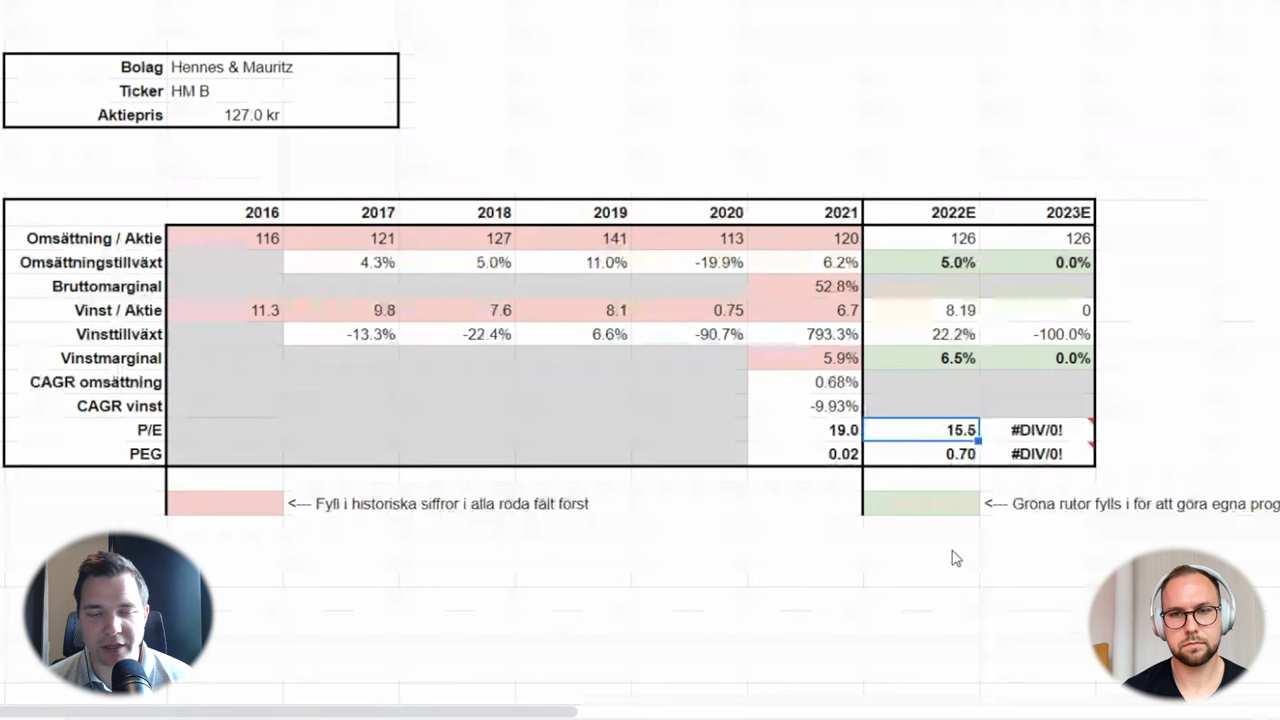 Bolag Hennes & Mauritz
Ticker HM B
Aktiepris 127.0 kr
2016 2017 2018 2019 2020 2021 2022E 2023E
Omsättning / Aktie 116 121 127 141 113 120 126 126
Omsättningstillväxt 4.3% 5.0% 11.0% -19.9% 6.2% 5.0% 0.0%
Bruttomarginal 52.8%
Vinst / Aktie 11.3 9.8 7.6 8.1 0.75 6.7 8.19 0
Vinsttillväxt -13.3% -22.4% 6.6% -90.7% 793.3% 22.2% -100.0%
Vinstmarginal 5.9% 6.5% 0.0%
CAGR omsättning 0.68%
CAGR vinst -9.93%
P/E 19.0 15.5 #DIV/0!
PEG 0.02 0.70 #DIV/0!
<--- Fyll i historiska siffror i alla röda fält först <--- Gröna rutor fylls i för att göra egna prog